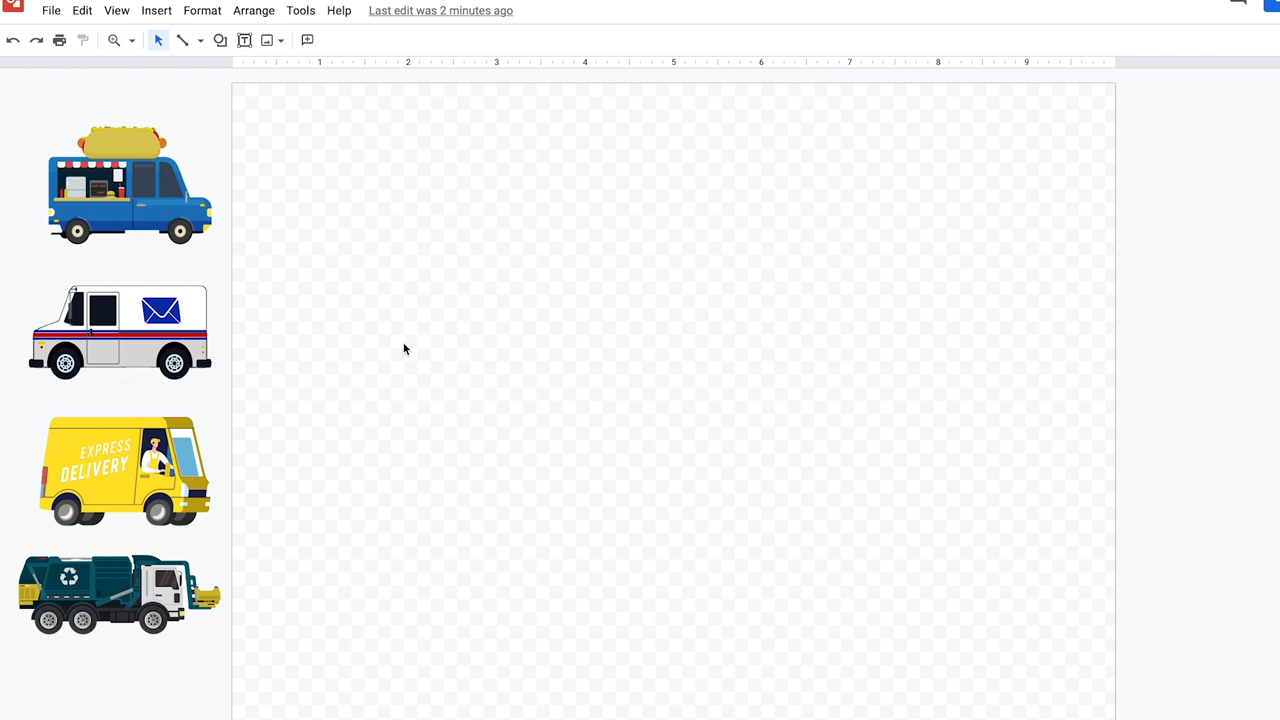 File Edit View Insert Format Arrange Tools Help Last edit was 2 minutes ago
1 2 3 4 5 6 7 8 9
EXPRESS
DELIVERY